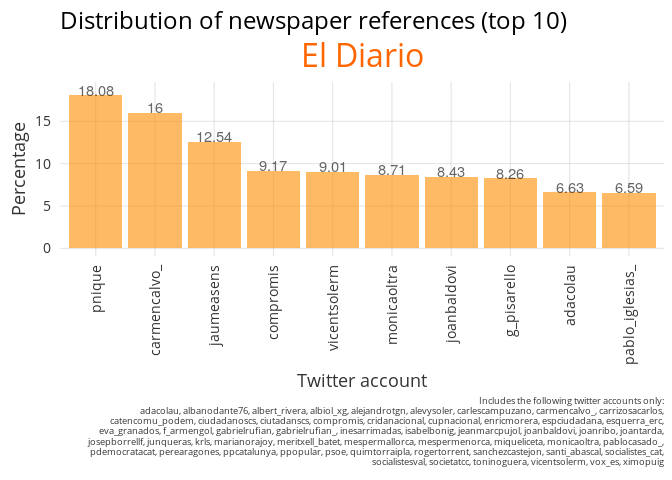 Distribution of newspaper references (top 10)
El Diario
Percentage
15
10
5
0
18.08
16
12.54
9.17
9.01
8.71
8.43
8.26
6.63
6.59
pnique
carmencalvo_
jaumeasens
compromis
vicentsolerm
monicaoltra
joanbaldovi
g_pisarello
adacolau
pablo_iglesias_
Twitter account
Includes the following twitter accounts only:
adacolau, albanodante76, albert_rivera, albiol_xg, alejandrotgn, alevysoler, carlescampuzano, carmencalvo_, carrizosacarlos,
catencomu_podem, ciudadanoscs, ciutadanscs, compromis, cridanacional, cupnacional, enricmorera, espciudadana, esquerra_erc,
eva_granados, f_armengol, gabrielrufian, gabrielrufian_, inesarrimadas, isabelbonig, jeanmarcpujol, joanbaldovi, joanribo, joantarda,
josepborrellf, junqueras, krls, marianorajoy, meritxell_batet, mespermallorca, mespermenorca, miqueliceta, monicaoltra, pablocasado_,
pdemocratacat, perearagones, ppcatalunya, ppopular, psoe, quimtorraipla, rogertorrent, sanchezcastejon, santi_abascal, socialistes_cat,
socialistesval, societatcc, toninoguera, vicentsolerm, vox_es, ximopuig